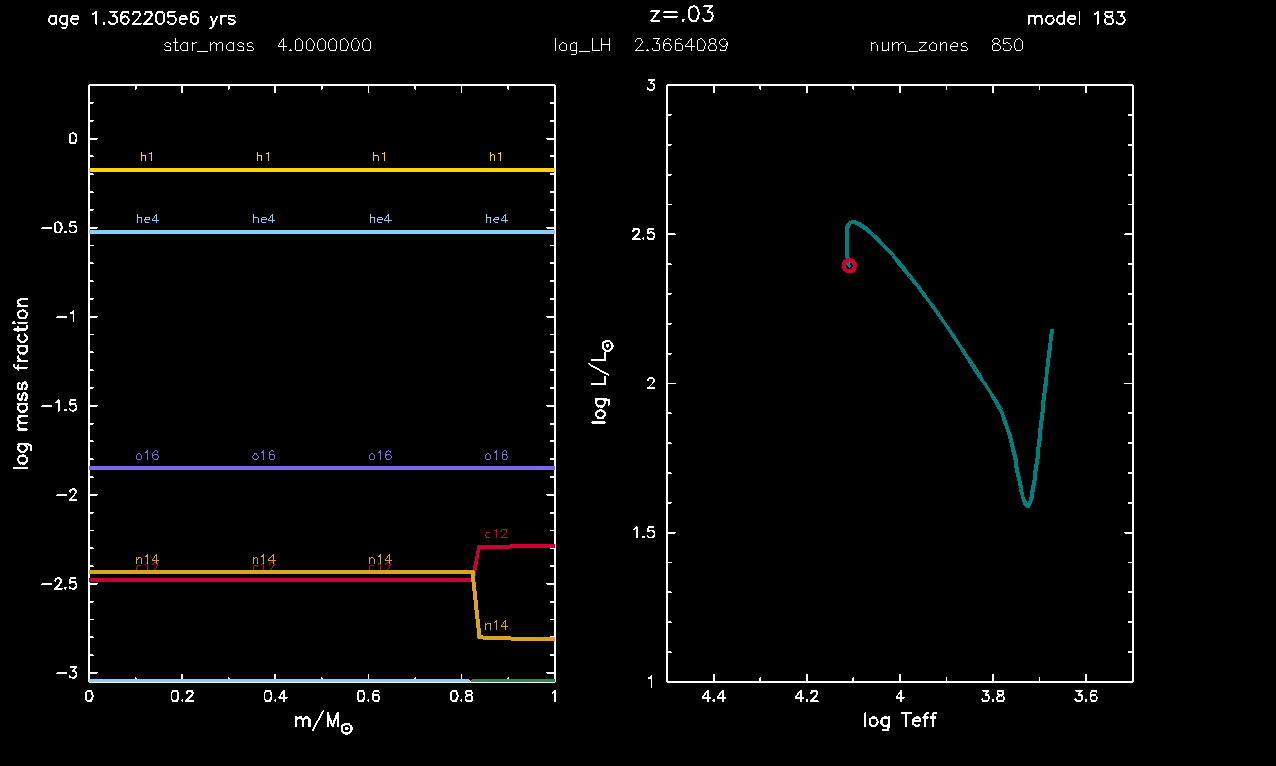 age 1.362205e6 yrs z=.03 model 183
star_mass 4.0000000 log_LH 2.3664089 num_zones 850
0
−0.5
−1
−1.5
−2
−2.5
−3
log mass fraction
h1 h1 h1 h1
he4 he4 he4 he4
o16 o16 o16 o16
c12
n14 n14 n14
c12 c12 c12
n14
0 0.2 0.4 0.6 0.8 1
m/M⊙
3
2.5
2
1.5
1
log L/L⊙
4.4 4.2 4 3.8 3.6
log Teff